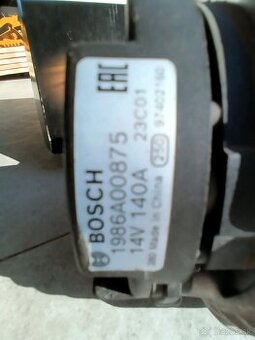 BOSCH
1986A00875
14V 140A 23C01
Made in China
EAC